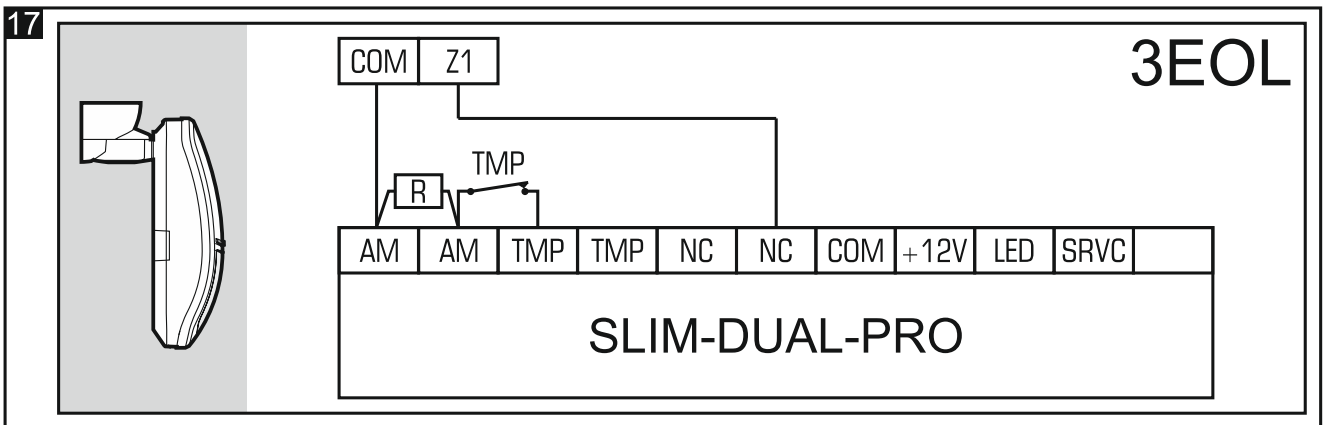 17
3EOL
COM Z1
TMP
R
AM AM TMP TMP NC NC COM +12V LED SRVC
SLIM-DUAL-PRO